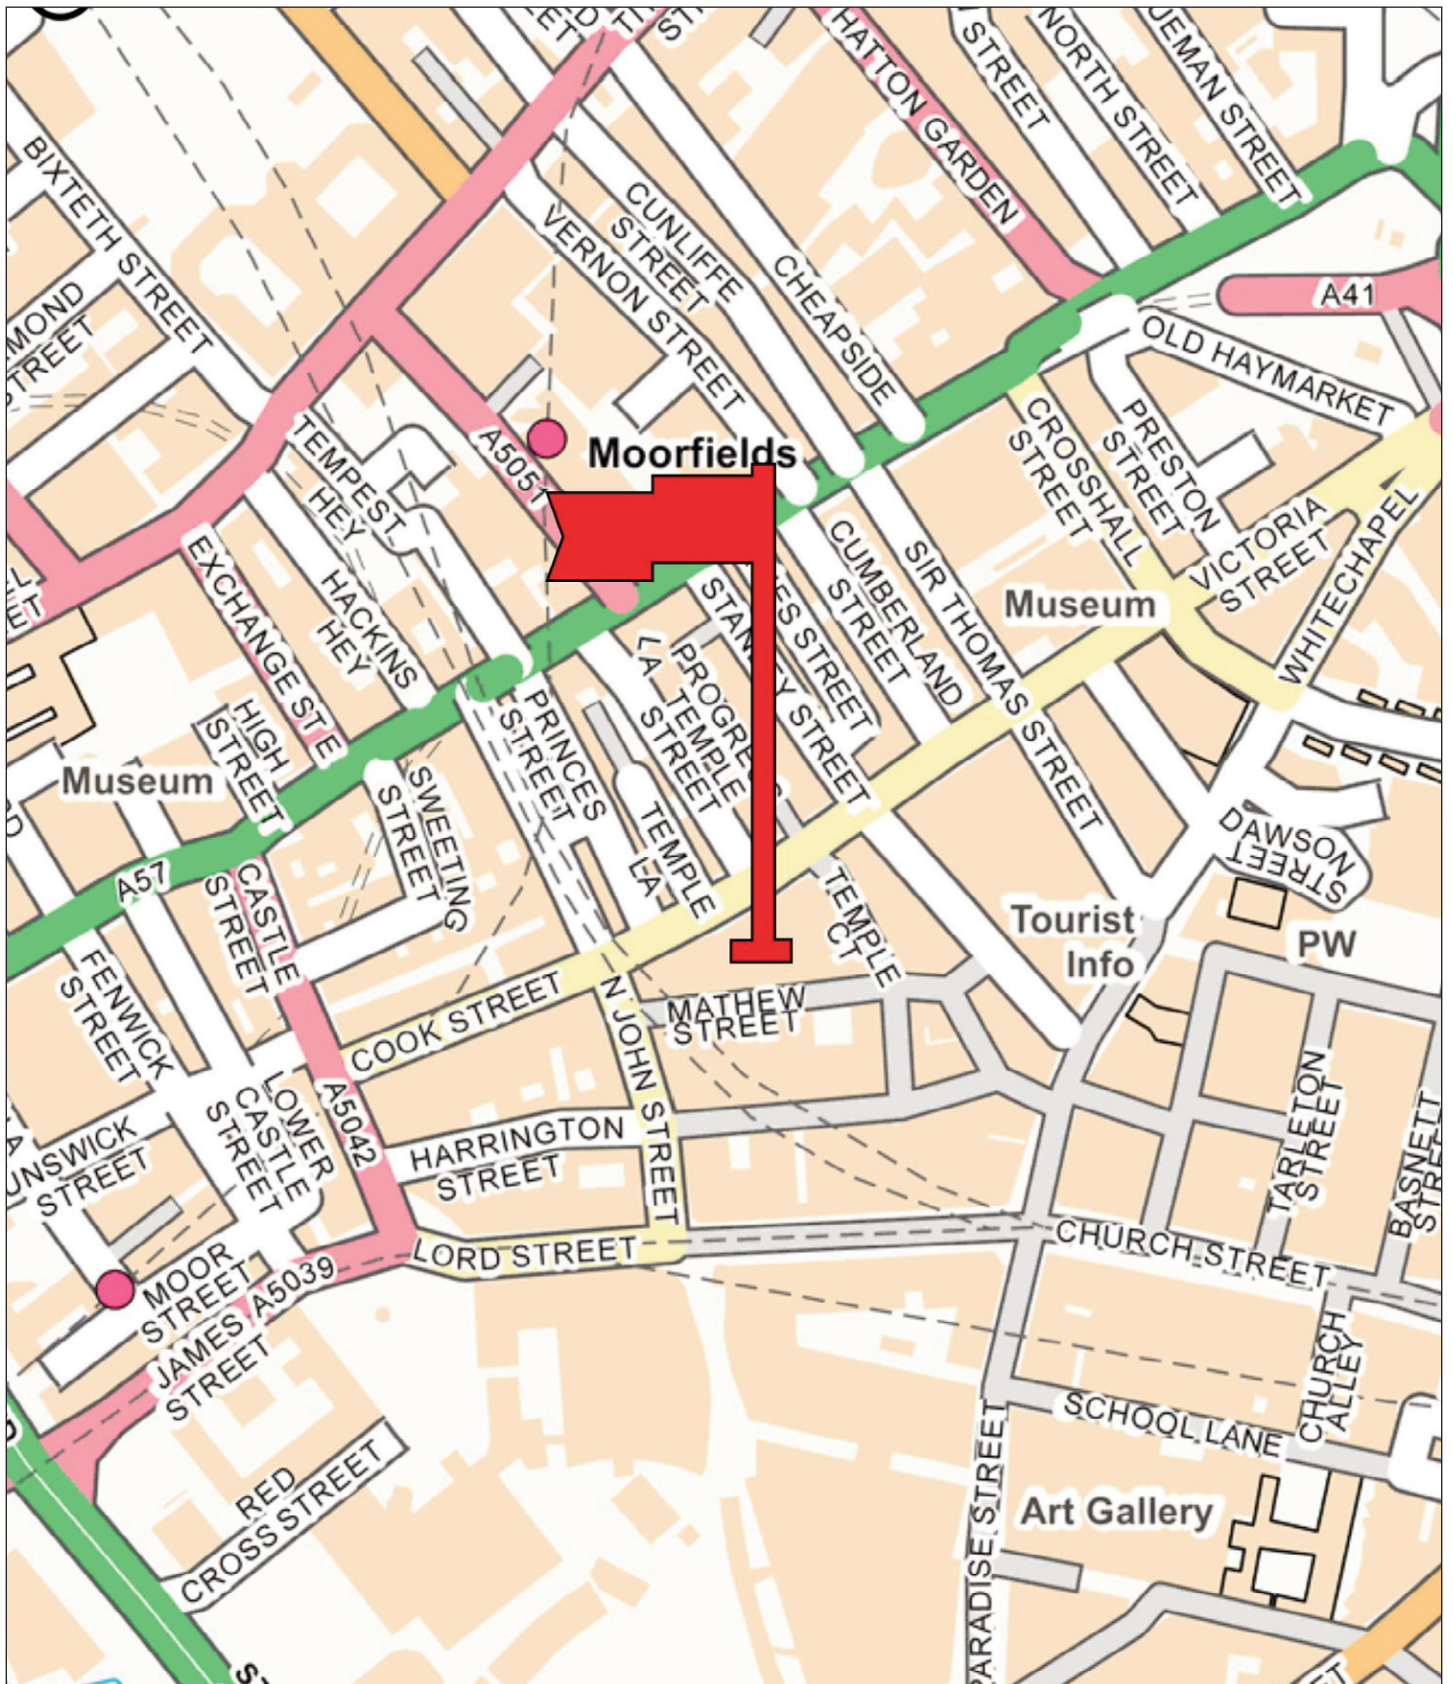 HATTON GARDEN
STREET
NORTH STREET
STREET
BIXTETH STREET
CUNLIFFE
STREET
VERNON STREET
CHEAPSIDE
A41
OLD HAYMARKET
STREET
CROSSHALL
STREET
PRESTON
STREET
TEMPEST
HEY
A5051
Moorfields
VICTORIA
STREET
WHITECHAPEL
EXCHANGE ST E
HACKINS
HEY
CUMBERLAND
STREET
SIR THOMAS STREET
Museum
STANLEY STREET
STREET
PROGRESS
LA TEMPLE
STREET
HIGH
STREET
PRINCES
STREET
Museum
SWEETING
STREET
TEMPLE
LA
DAWSON
STREET
A57
CASTLE
STREET
TEMPLE
CT
Tourist
Info
PW
FENWICK
STREET
COOK STREET
N JOHN STREET
MATHEW
STREET
LOWER
CASTLE
STREET
A5042
HARRINGTON
STREET
TARLETON
STREET
BASNETT
STREET
MOOR
STREET
LORD STREET
CHURCH STREET
JAMES A5039
STREET
CHURCH
ALLEY
SCHOOL LANE
RED
CROSS STREET
PARADISE STREET
Art Gallery